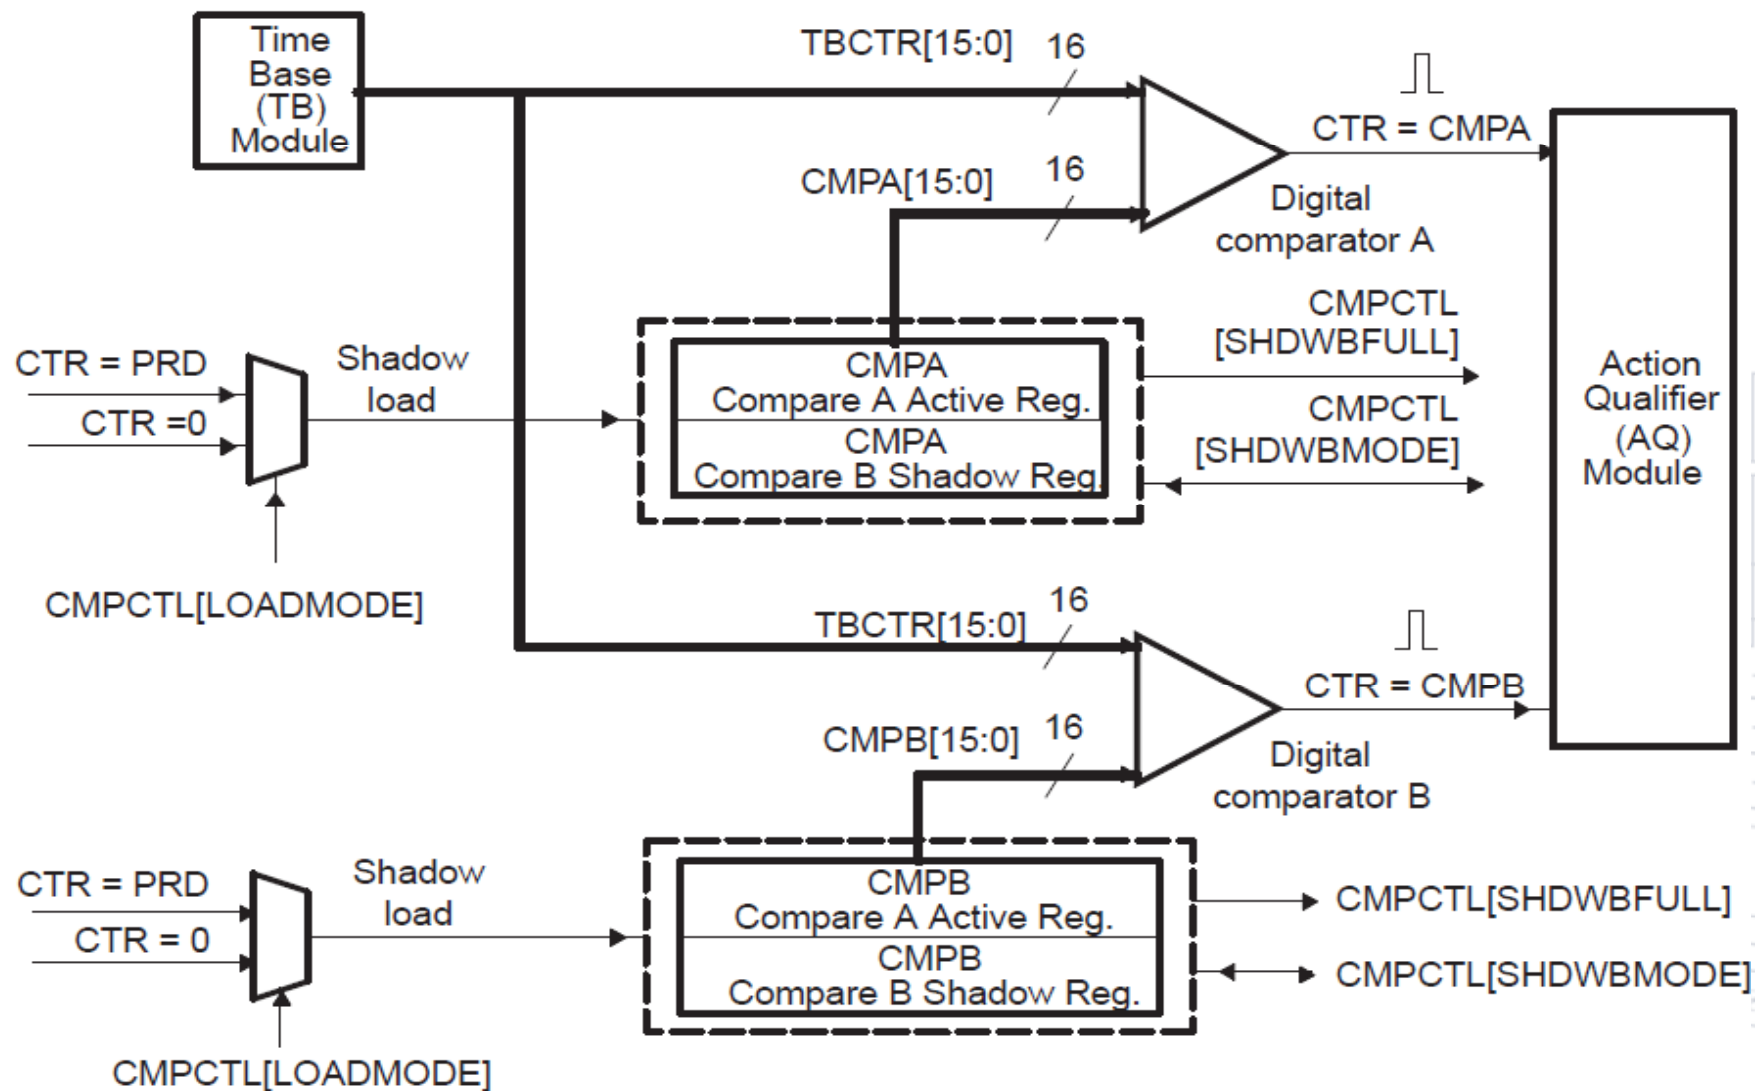 Time
Base
(TB)
Module
TBCTR[15:0]
16
CTR = CMPA
CMPA[15:0]
16
Digital
comparator A
CTR = PRD
CTR =0
Shadow
load
CMPA
Compare A Active Reg.
CMPA
Compare B Shadow Reg.
CMPCTL
[SHDWBFULL]
CMPCTL
[SHDWBMODE]
Action
Qualifier
(AQ)
Module
CMPCTL[LOADMODE]
TBCTR[15:0]
16
CTR = CMPB
CMPB[15:0]
16
Digital
comparator B
CTR = PRD
CTR = 0
Shadow
load
CMPB
Compare A Active Reg.
CMPB
Compare B Shadow Reg.
CMPCTL[SHDWBFULL]
CMPCTL[SHDWBMODE]
CMPCTL[LOADMODE]